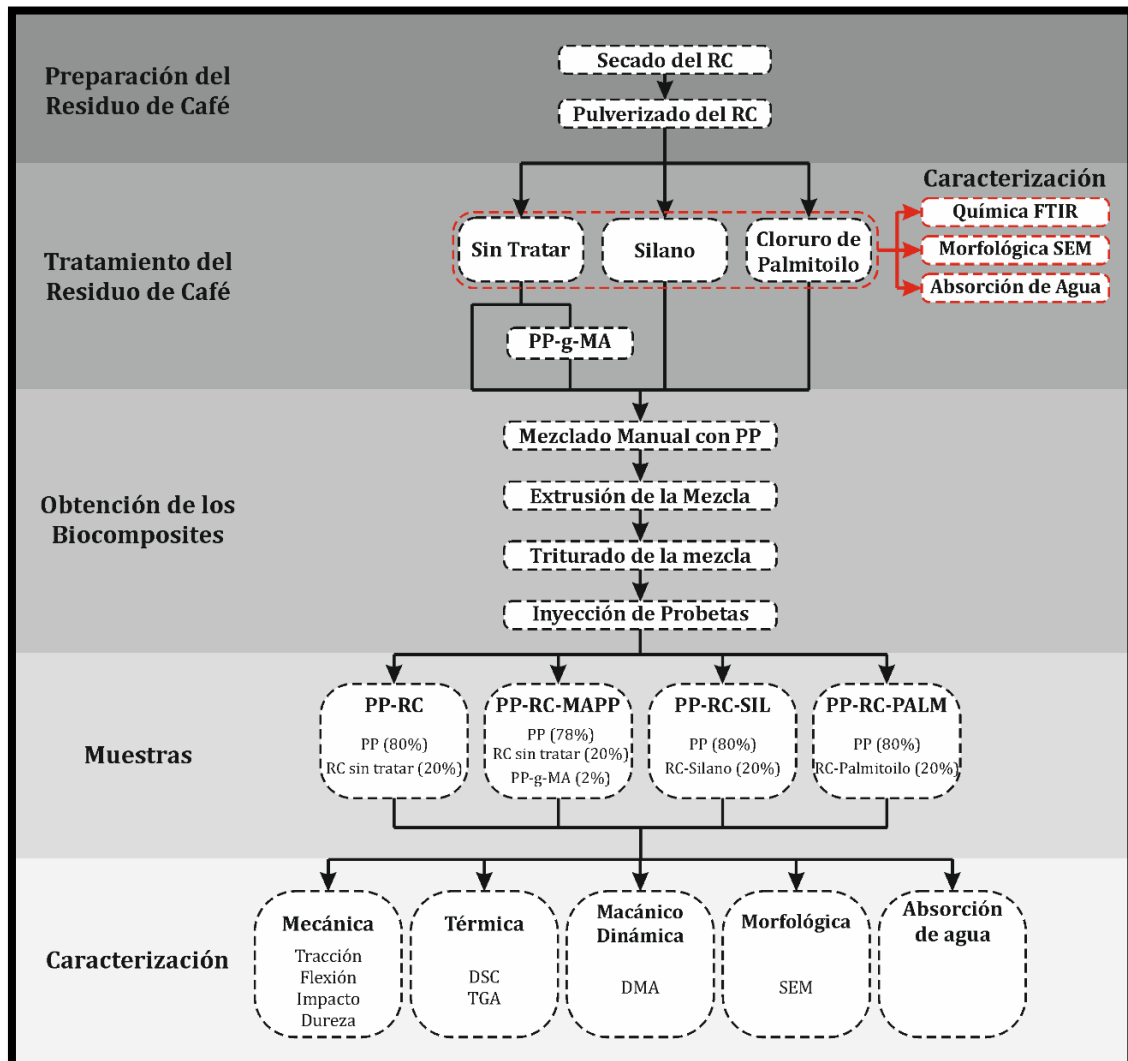 Preparación del
Residuo de Café
Secado del RC
Pulverizado del RC
Tratamiento del
Residuo de Café
Sin Tratar
Silano
Cloruro de
Palmitoilo
PP-g-MA
Caracterización
Química FTIR
Morfológica SEM
Absorción de Agua
Obtención de los
Biocomposites
Mezclado Manual con PP
Extrusión de la Mezcla
Triturado de la mezcla
Inyección de Probetas
Muestras
PP-RC
PP (80%)
RC sin tratar (20%)
PP-RC-MAPP
PP (78%)
RC sin tratar (20%)
PP-g-MA (2%)
PP-RC-SIL
PP (80%)
RC-Silano (20%)
PP-RC-PALM
PP (80%)
RC-Palmitoilo (20%)
Caracterización
Mecánica
Tracción
Flexión
Impacto
Dureza
Térmica
DSC
TGA
Macánico
Dinámica
DMA
Morfológica
SEM
Absorción
de agua